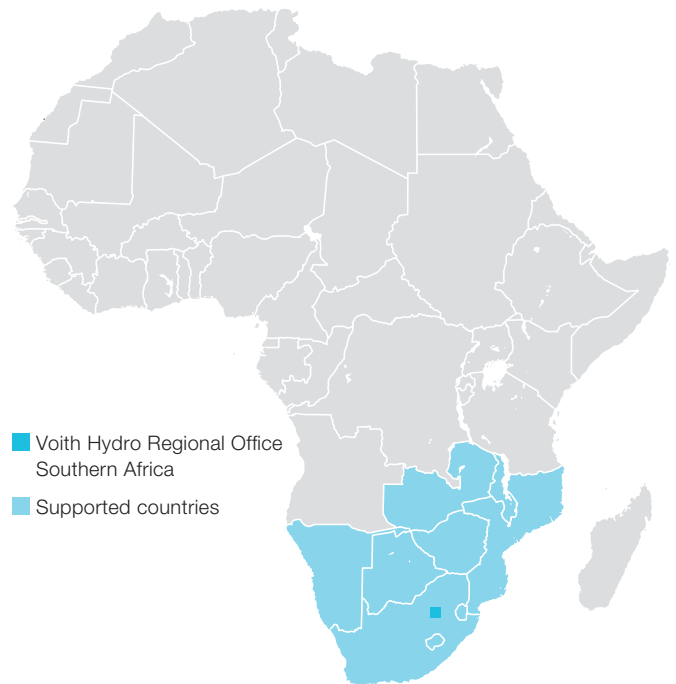 Voith Hydro Regional Office
Southern Africa
Supported countries